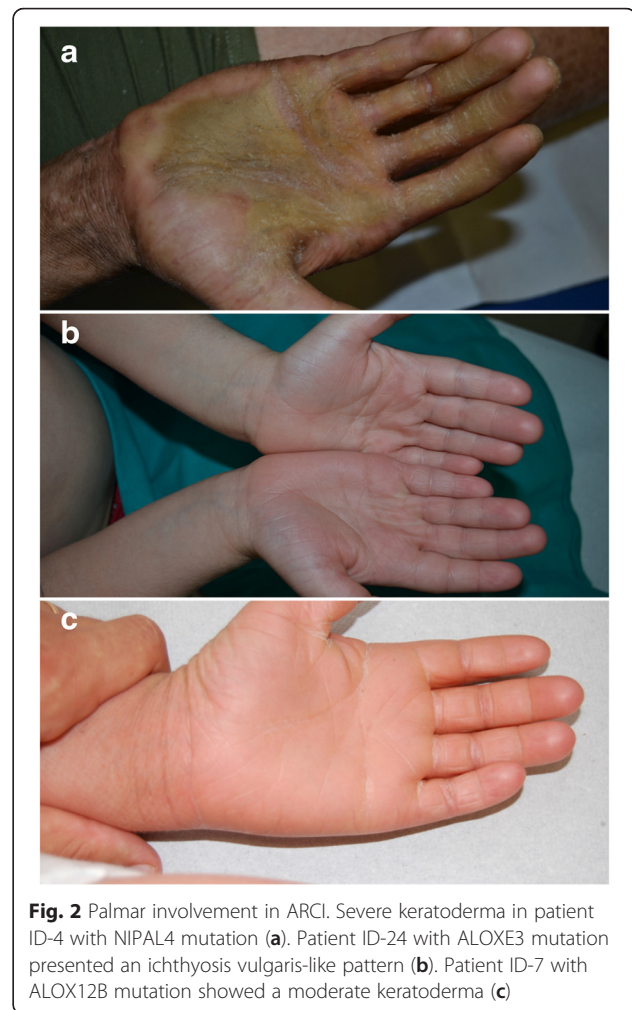 a
b
c
Fig. 2 Palmar involvement in ARCI. Severe keratoderma in patient
ID-4 with NIPAL4 mutation (a). Patient ID-24 with ALOXE3 mutation
presented an ichthyosis vulgaris-like pattern (b). Patient ID-7 with
ALOX12B mutation showed a moderate keratoderma (c)